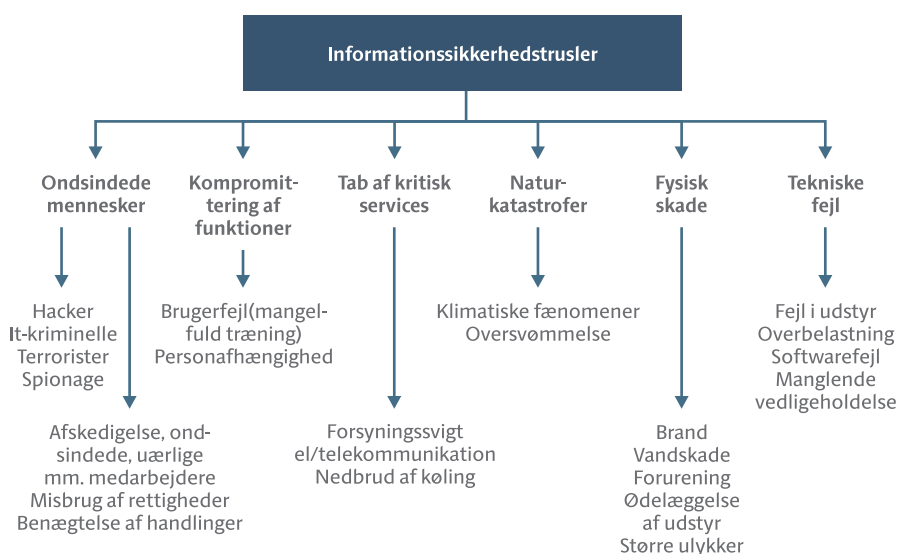 Informationssikkerhedstrusler
Ondsindede
mennesker
Kompromit-
tering af
funktioner
Tab af kritisk
services
Natur-
katastrofer
Fysisk
skade
Tekniske
fejl
Hacker
It-kriminelle
Terrorister
Spionage
Brugerfejl(mangel-
fuld træning)
Personafhængighed
Klimatiske fænomener
Oversvømmelse
Fejl i udstyr
Overbelastning
Softwarefejl
Manglende
vedligeholdelse
Afskedigelse, ond-
sindede, uærlige
mm. medarbejdere
Misbrug af rettigheder
Benægtelse af handlinger
Forsyningssvigt
el/telekommunikation
Nedbrud af køling
Brand
Vandskade
Forurening
Ødelæggelse
af udstyr
Større ulykker